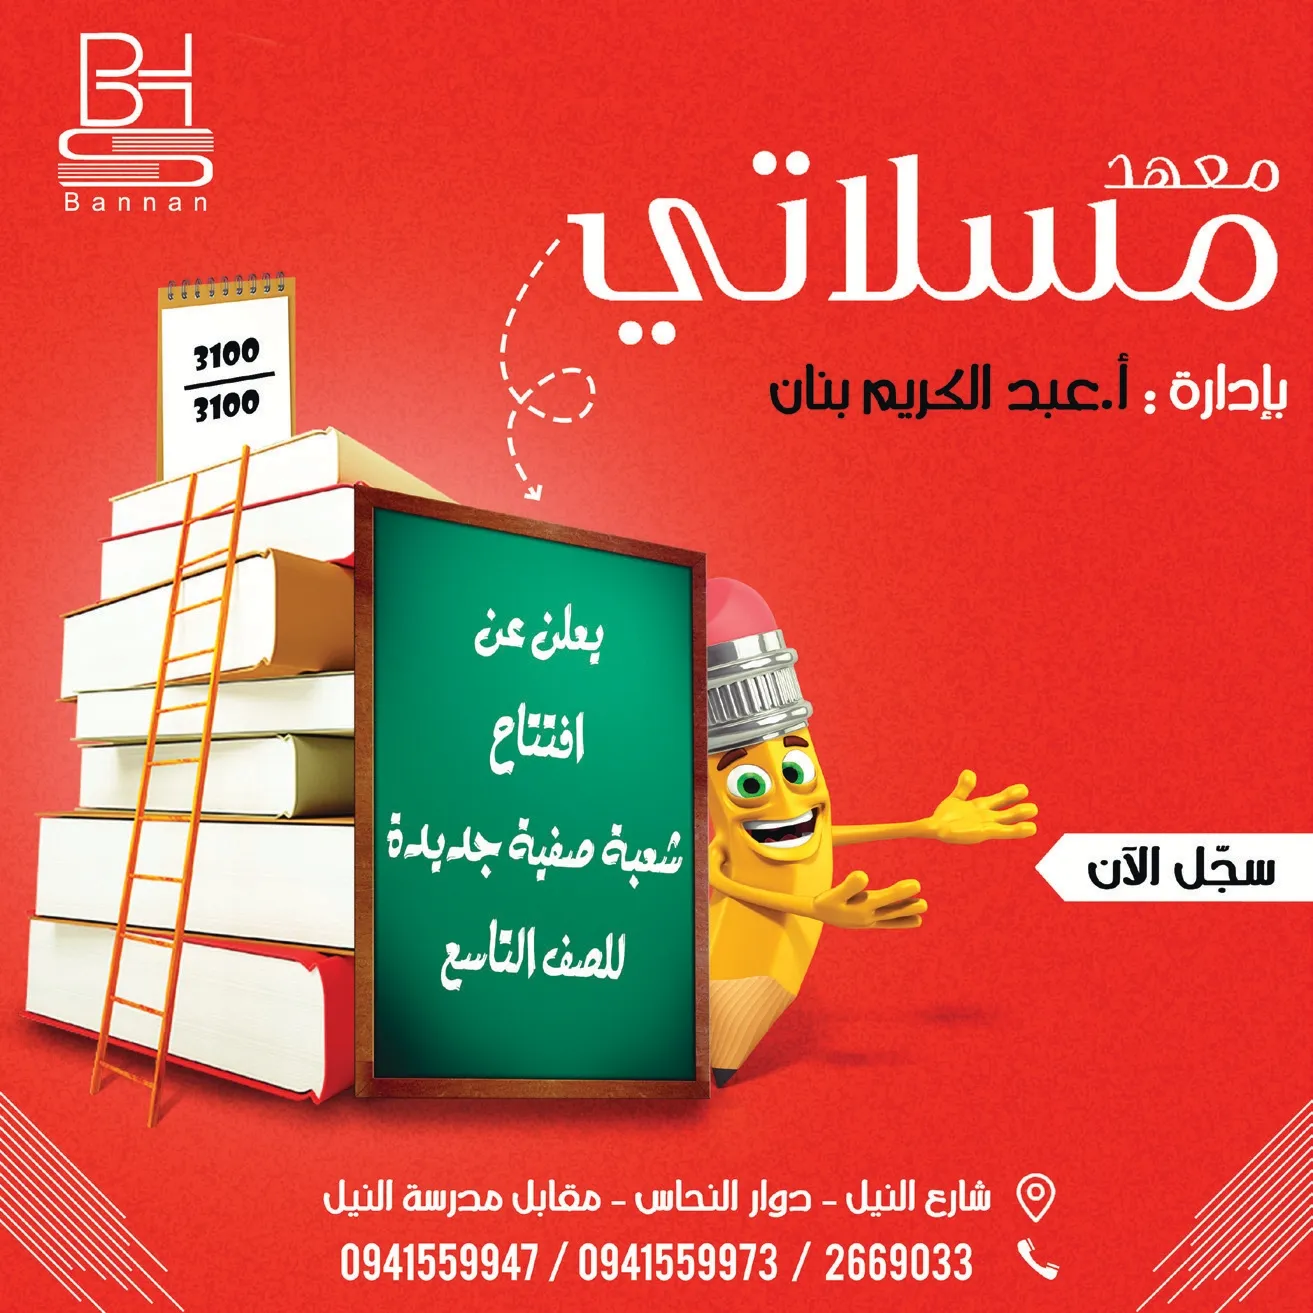 BH
Bannan
معهد
مسلاتي
بإدارة : أ.عبد الكريم بنان
3100
3100
يعلن عن
افتتاح
شعبة صفية جديدة
للصف التاسع
سجّل الآن
شارع النيل - دوار النحاس - مقابل مدرسة النيل
0941559947 / 0941559973 / 2669033